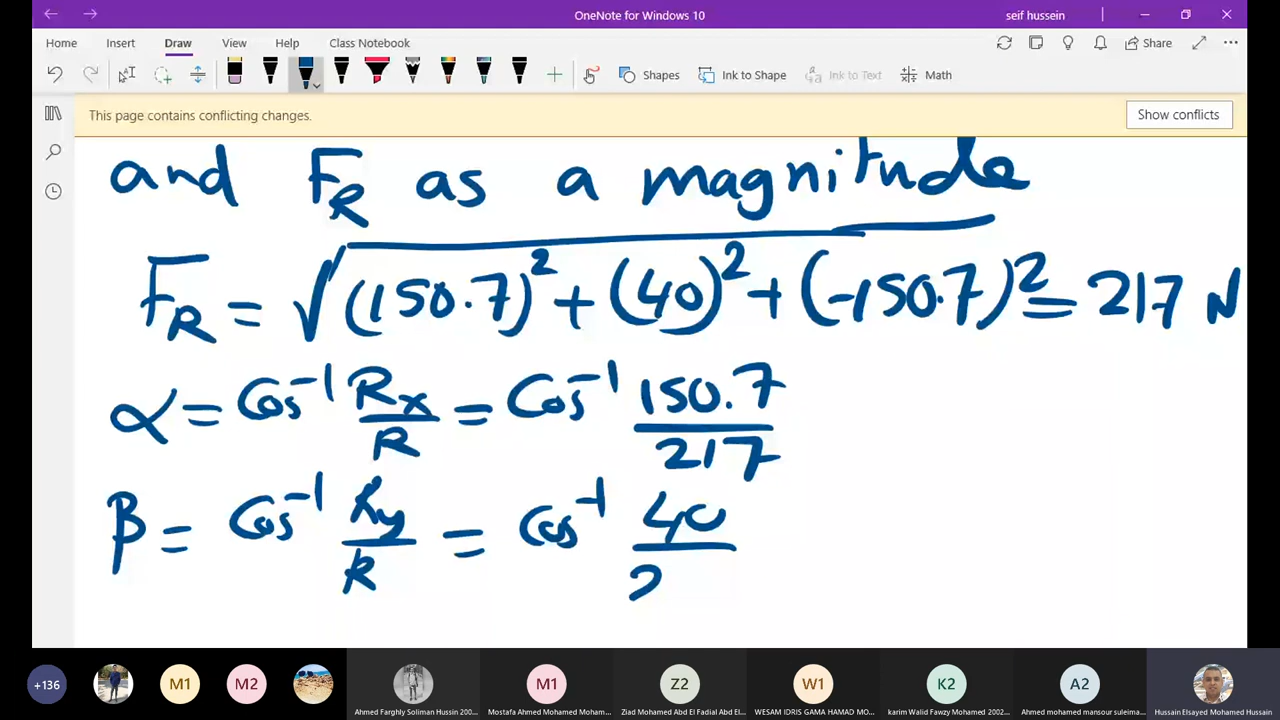 OneNote for Windows 10
seif hussein
Home Insert Draw View Help Class Notebook
Share
Shapes Ink to Shape Ink to Text Math
This page contains conflicting changes.
Show conflicts
and F_R as a magnitude
F_R = √(150.7)² + (40)² + (-150.7)² = 217 N
α = Cos⁻¹ Rx/R = Cos⁻¹ 150.7/217
β = Cos⁻¹ Ry/R = Cos⁻¹ 40/2
+136 M1 M2 M1 Z2 W1 K2 A2
Ahmed Farghly Soliman Hussin 200... Mostafa Ahmed Mohamed Moham... Ziad Mohamed Abd El Fadial Abd El... WESAM IDRIS GAMA HAMAD MO... karim Walid Fawzy Mohamed 2002... Ahmed mohamed mansour suleima... Hussain Elsayed Mohamed Hussain